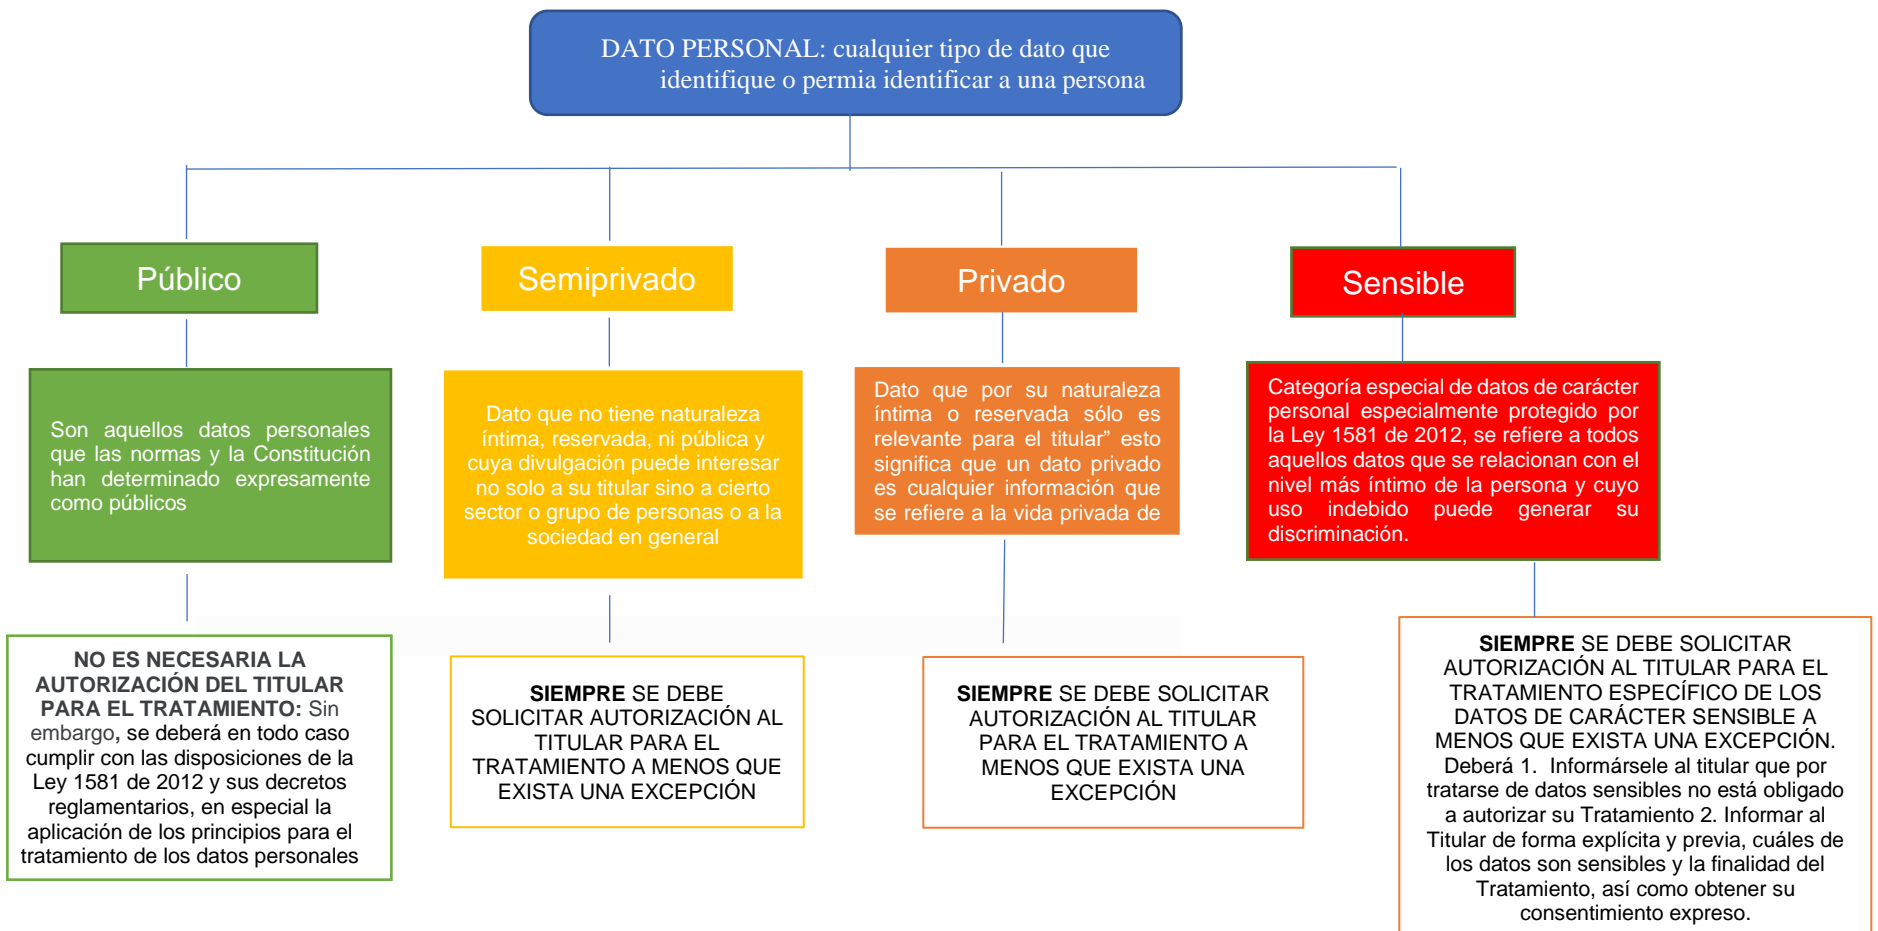 DATO PERSONAL: cualquier tipo de dato que
identifique o permia identificar a una persona
Público
Semiprivado
Privado
Sensible
Son aquellos datos personales
que las normas y la Constitución
han determinado expresamente
como públicos
Dato que no tiene naturaleza
íntima, reservada, ni pública y
cuya divulgación puede interesar
no solo a su titular sino a cierto
sector o grupo de personas o a la
sociedad en general
Dato que por su naturaleza
íntima o reservada sólo es
relevante para el titular” esto
significa que un dato privado
es cualquier información que
se refiere a la vida privada de
Categoría especial de datos de carácter
personal especialmente protegido por
la Ley 1581 de 2012, se refiere a todos
aquellos datos que se relacionan con el
nivel más íntimo de la persona y cuyo
uso indebido puede generar su
discriminación.
NO ES NECESARIA LA
AUTORIZACIÓN DEL TITULAR
PARA EL TRATAMIENTO: Sin
embargo, se deberá en todo caso
cumplir con las disposiciones de la
Ley 1581 de 2012 y sus decretos
reglamentarios, en especial la
aplicación de los principios para el
tratamiento de los datos personales
SIEMPRE SE DEBE
SOLICITAR AUTORIZACIÓN AL
TITULAR PARA EL
TRATAMIENTO A MENOS QUE
EXISTA UNA EXCEPCIÓN
SIEMPRE SE DEBE SOLICITAR
AUTORIZACIÓN AL TITULAR
PARA EL TRATAMIENTO A
MENOS QUE EXISTA UNA
EXCEPCIÓN
SIEMPRE SE DEBE SOLICITAR
AUTORIZACIÓN AL TITULAR PARA EL
TRATAMIENTO ESPECÍFICO DE LOS
DATOS DE CARÁCTER SENSIBLE A
MENOS QUE EXISTA UNA EXCEPCIÓN.
Deberá 1. Informársele al titular que por
tratarse de datos sensibles no está obligado
a autorizar su Tratamiento 2. Informar al
Titular de forma explícita y previa, cuáles de
los datos son sensibles y la finalidad del
Tratamiento, así como obtener su
consentimiento expreso.